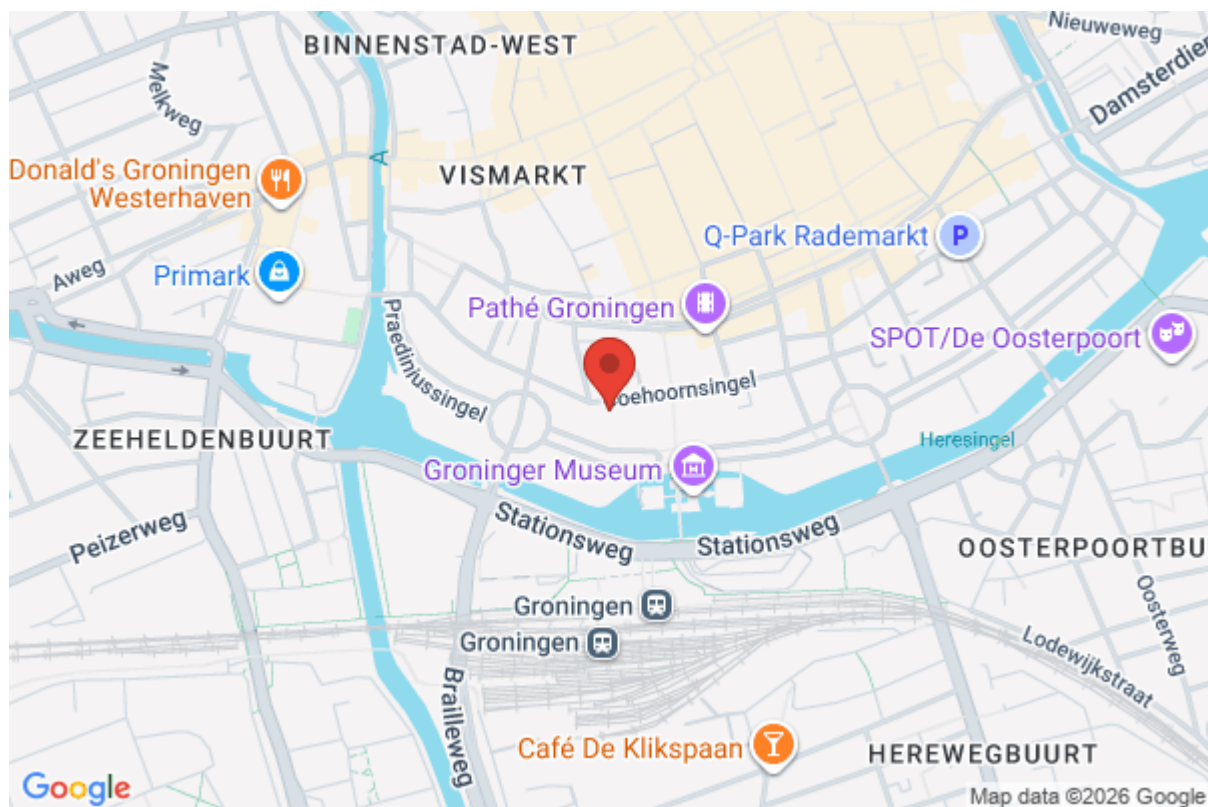 BINNENSTAD-WEST
Nieuweweg
Melkweg
Damsterdier
Donald's Groningen
Westerhaven
A
VISMARKT
Q-Park Rademarkt
P
Aweg
Primark
Pathé Groningen
SPOT/De Oosterpoort
Praediniussingel
oehoornsingel
ZEEHELDENBUURT
Heresingel
Groninger Museum
Peizerweg
Stationsweg
Stationsweg
OOSTERPOORTBU
Groningen
Groningen
Oosterweg
Lodewijkstraat
Brailleweg
Café De Klikspaan
HEREWEGBUURT
Google
Map data ©2026 Google